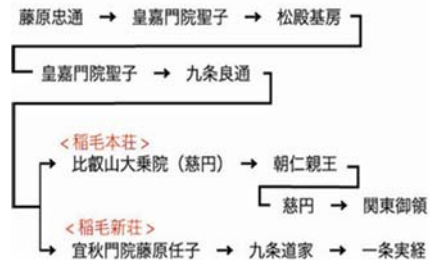 藤原忠通 → 皇嘉門院聖子 → 松殿基房
皇嘉門院聖子 → 九条良通
<稲毛本荘>
比叡山大乗院（慈円） → 朝仁親王
慈円 → 関東御領
<稲毛新荘>
宜秋門院藤原任子 → 九条道家 → 一条実経